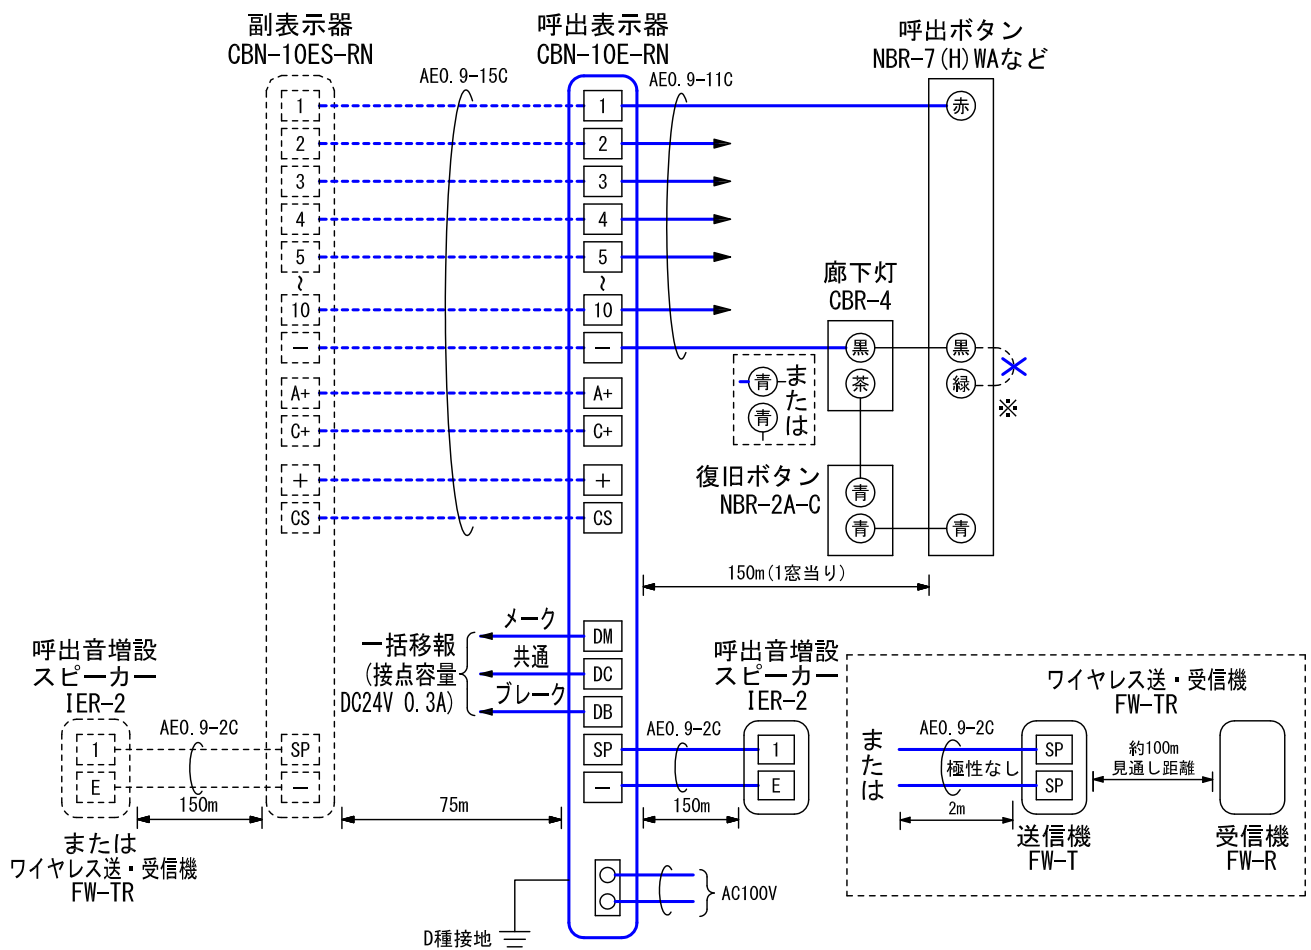 副表示器
CBN-10ES-RN
呼出表示器
CBN-10E-RN
呼出ボタン
NBR-7(H)WAなど
AE0.9-15C
AE0.9-11C
1
2
3
4
5
~
10
－
A+
C+
+
CS
1
2
3
4
5
~
10
－
A+
C+
+
CS
赤
黒
緑
※
青
廊下灯
CBR-4
黒
茶
青
青
または
復旧ボタン
NBR-2A-C
青
青
150m(1窓当り)
メーク
共通
ブレーク
一括移報
(接点容量
DC24V 0.3A)
DM
DC
DB
SP
－
呼出音増設
スピーカー
IER-2
1
E
AE0.9-2C
150m
SP
－
75m
または
ワイヤレス送・受信機
FW-TR
呼出音増設
スピーカー
IER-2
AE0.9-2C
1
E
150m
AC100V
D種接地
ワイヤレス送・受信機
FW-TR
または
AE0.9-2C
極性なし
SP
SP
2m
約100m
見通し距離
送信機
FW-T
受信機
FW-R